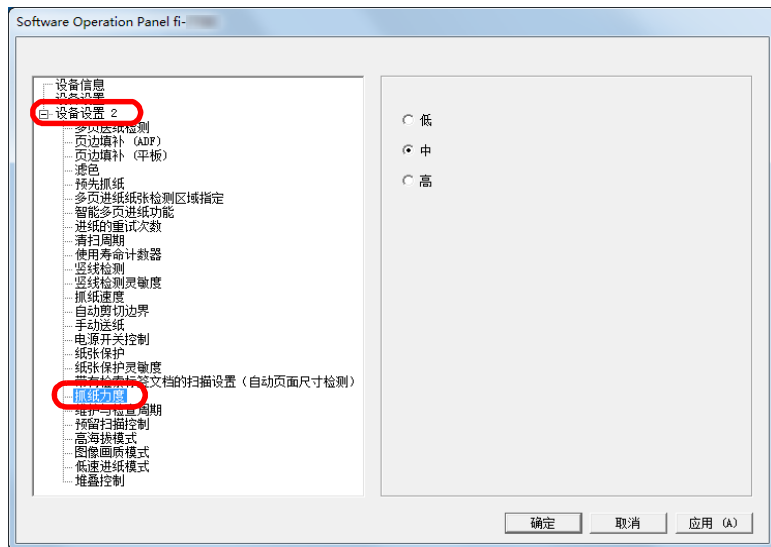 Software Operation Panel fi-
设备信息
设备设置
设备设置 2
多页送纸检测
页边填补 (ADF)
页边填补 (平板)
滤色
预先抓纸
多页进纸纸张检测区域指定
智能多页进纸功能
进纸的重试次数
清扫周期
使用寿命计数器
竖线检测
竖线检测灵敏度
抓纸速度
自动剪切边界
手动送纸
电源开关控制
纸张保护
纸张保护灵敏度
带有检索标签文档的扫描设置(自动页面尺寸检测)
抓纸力度
维护与检查周期
预留扫描控制
高海拔模式
图像画质模式
低速进纸模式
堆叠控制
低
中
高
确定 取消 应用 (A)